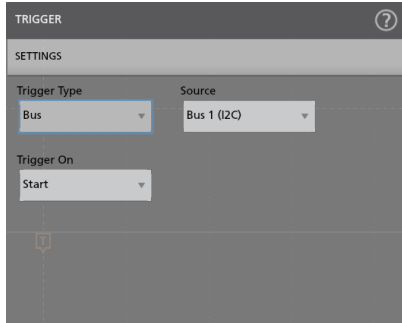 TRIGGER ?
SETTINGS
Trigger Type Source
Bus Bus 1 (I2C)
Trigger On
Start
T